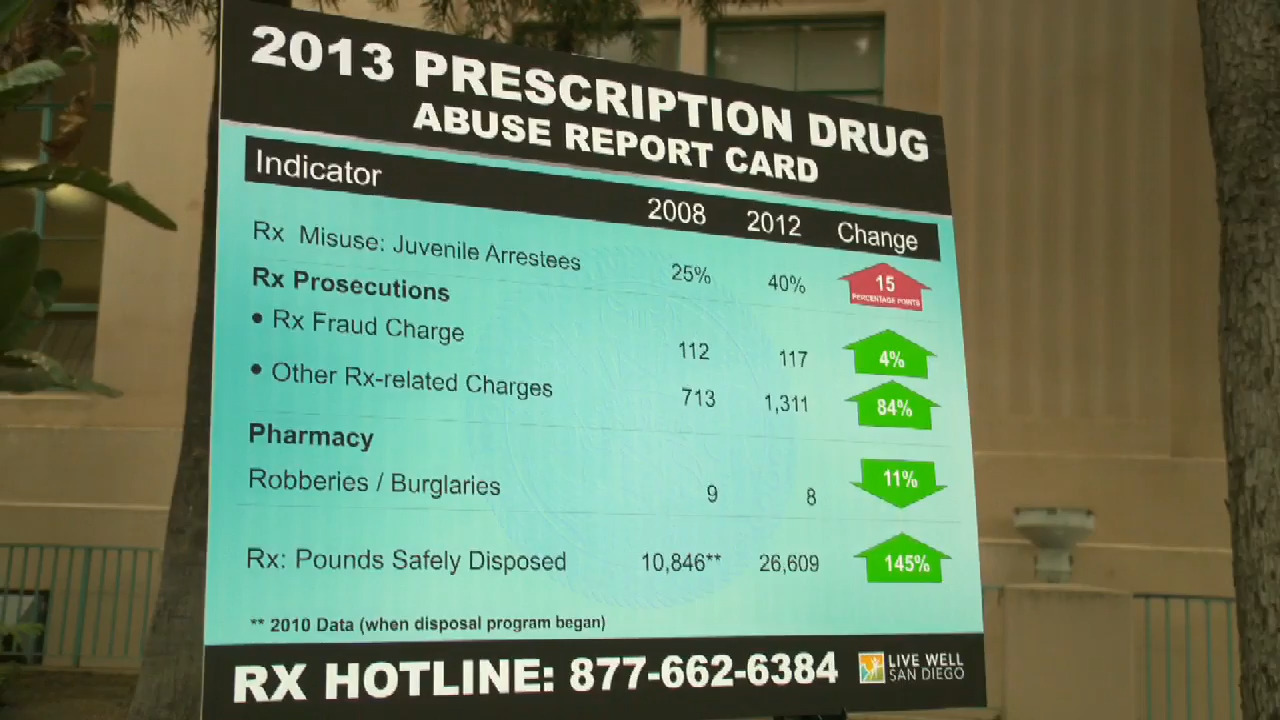 2013 PRESCRIPTION DRUG
ABUSE REPORT CARD
Indicator 2008 2012 Change
Rx Misuse: Juvenile Arrestees 25% 40% 15 PERCENTAGE POINTS
Rx Prosecutions
• Rx Fraud Charge 112 117 4%
• Other Rx-related Charges 713 1,311 84%
Pharmacy
Robberies / Burglaries 9 8 11%
Rx: Pounds Safely Disposed 10,846** 26,609 145%
** 2010 Data (when disposal program began)
RX HOTLINE: 877-662-6384 LIVE WELL
SAN DIEGO